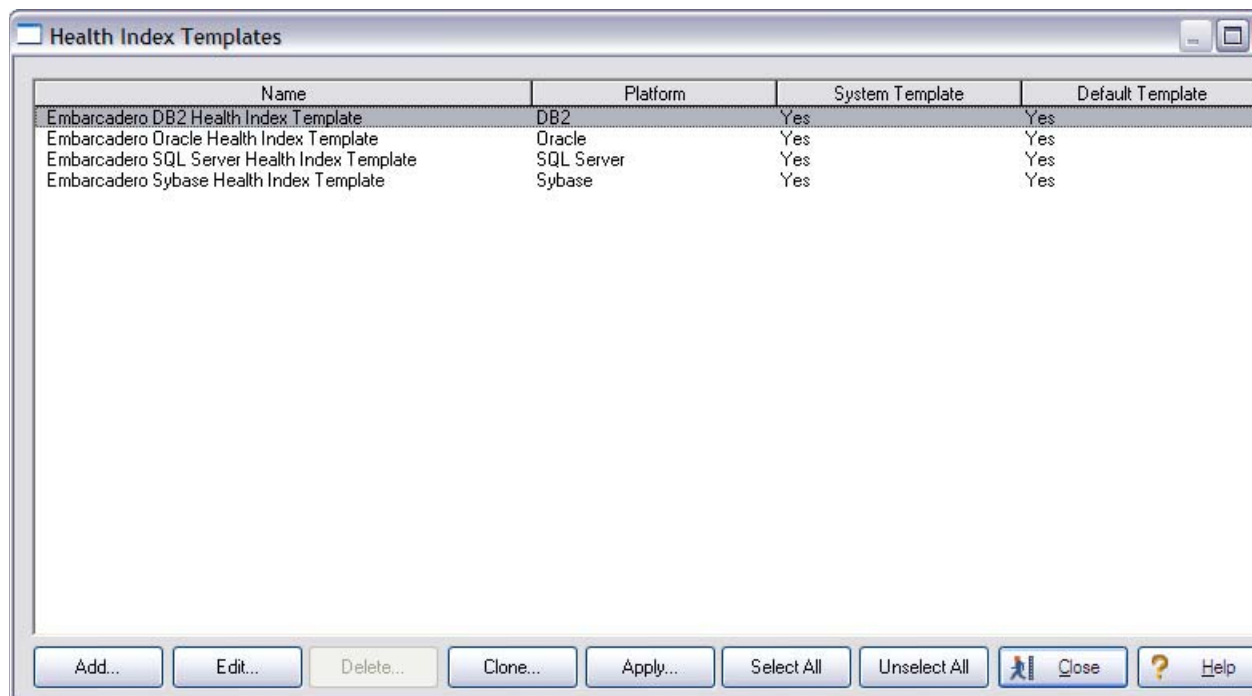 Health Index Templates
Name Platform System Template Default Template
Embarcadero DB2 Health Index Template DB2 Yes Yes
Embarcadero Oracle Health Index Template Oracle Yes Yes
Embarcadero SQL Server Health Index Template SQL Server Yes Yes
Embarcadero Sybase Health Index Template Sybase Yes Yes
Add... Edit... Delete... Clone... Apply... Select All Unselect All Close ? Help